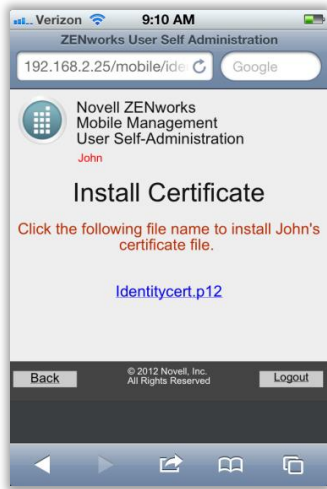 Verizon 9:10 AM
ZENworks User Self Administration
192.168.2.25/mobile/ide Google
Novell ZENworks
Mobile Management
User Self-Administration
John
Install Certificate
Click the following file name to install John's
certificate file.
Identitycert.p12
Back © 2012 Novell, Inc. Logout
All Rights Reserved